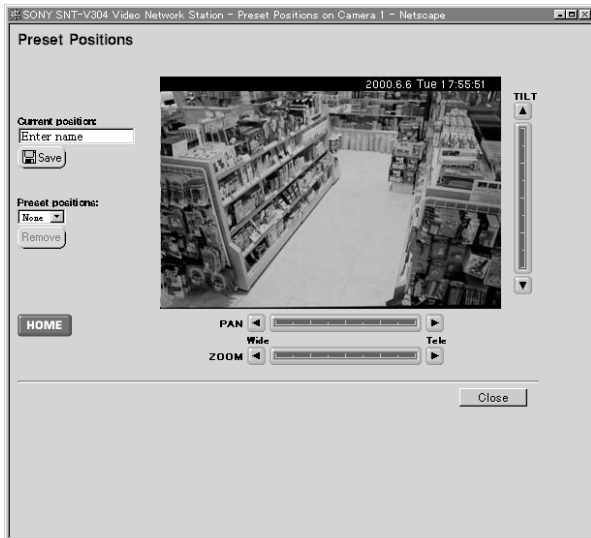 SONY SNT-V304 Video Network Station - Preset Positions on Camera 1 - Netscape
Preset Positions
2000.6.6 Tue 17:55:51
TILT
Current position:
Enter name
Save
Preset positions:
None
Remove
HOME
PAN
Wide
Tele
ZOOM
Close